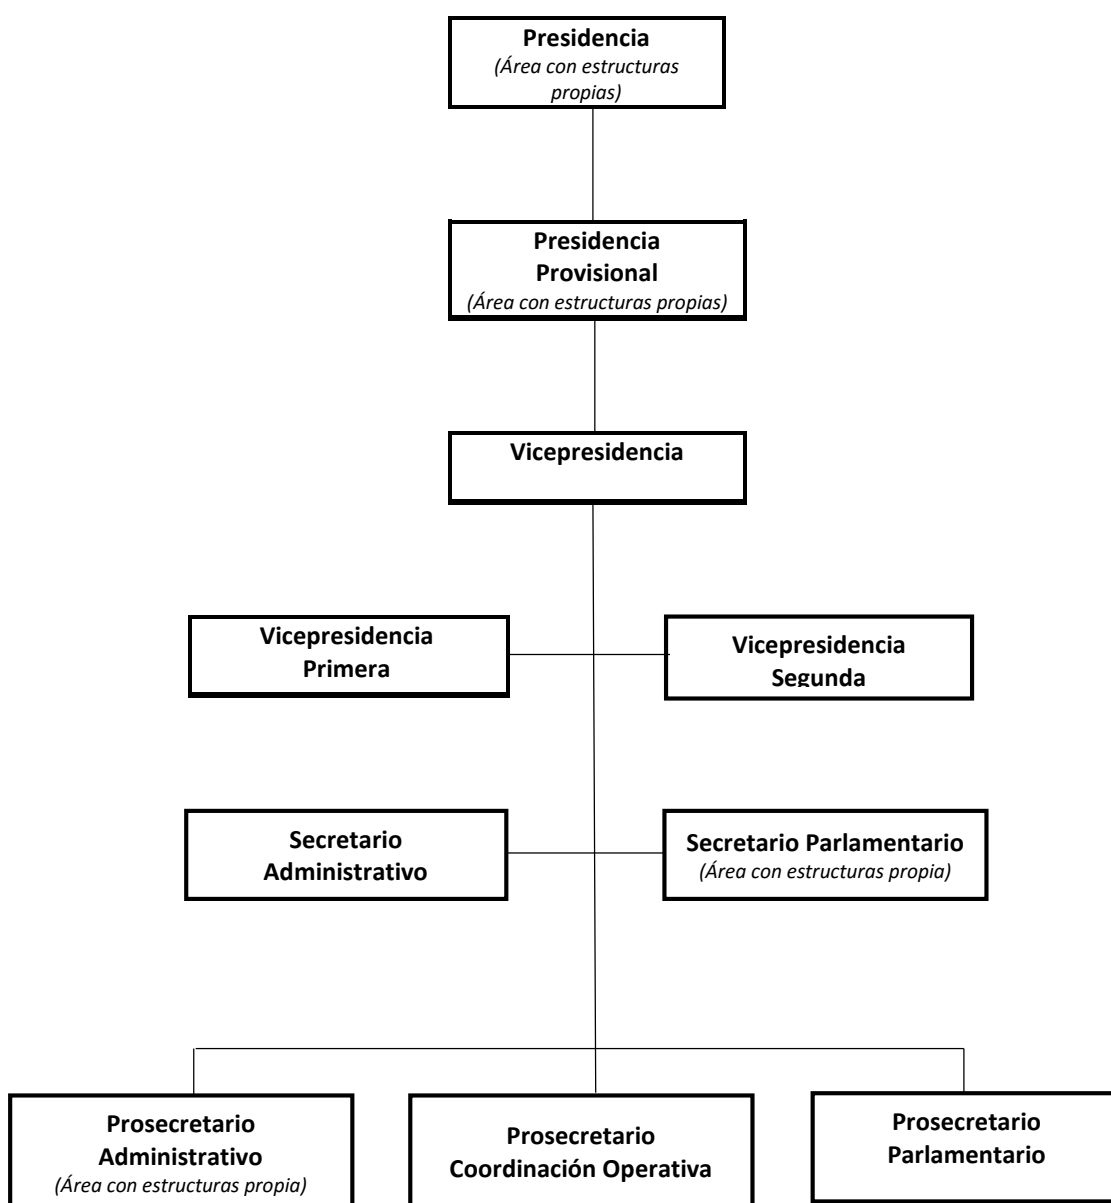 Presidencia
(Área con estructuras
propias)
Presidencia
Provisional
(Área con estructuras propias)
Vicepresidencia
Vicepresidencia
Primera
Vicepresidencia
Segunda
Secretario
Administrativo
Secretario Parlamentario
(Área con estructuras propia)
Prosecretario
Administrativo
(Área con estructuras propia)
Prosecretario
Coordinación Operativa
Prosecretario
Parlamentario